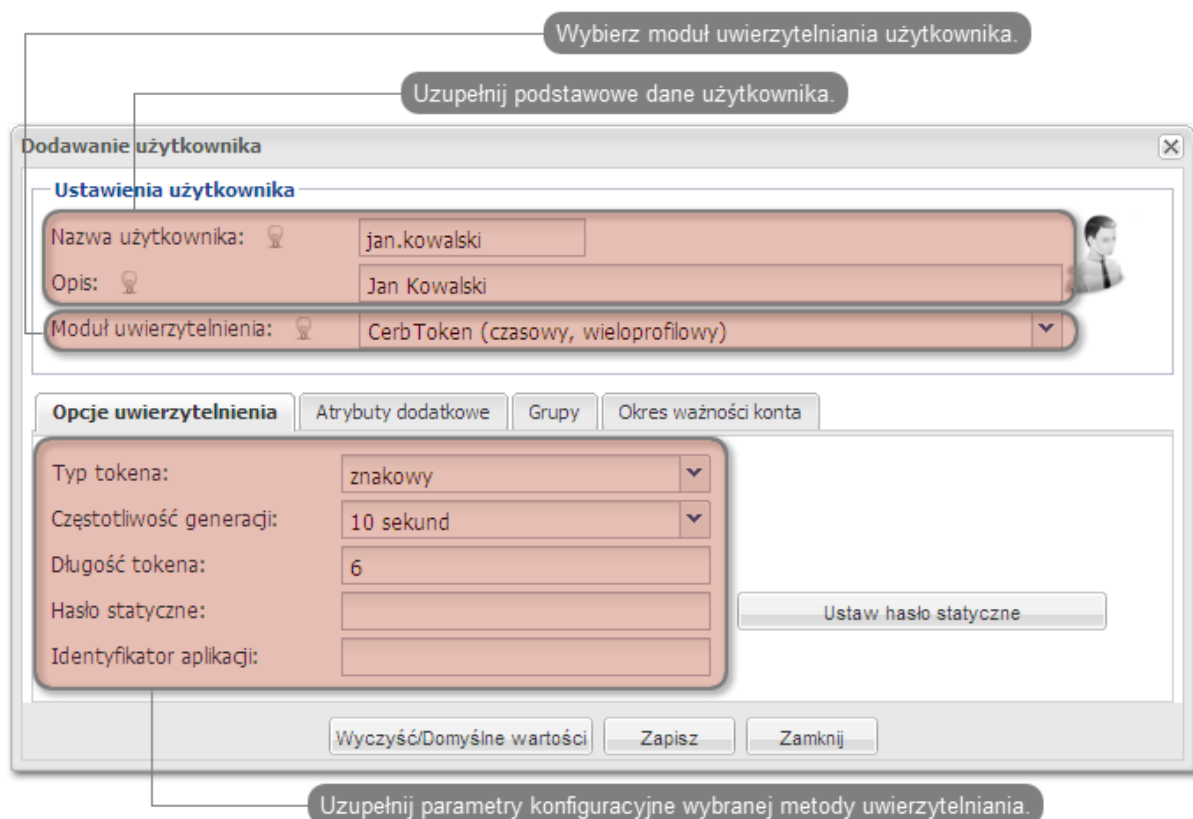 Wybierz moduł uwierzytelniania użytkownika.
Uzupełnij podstawowe dane użytkownika.
Dodawanie użytkownika
Ustawienia użytkownika
Nazwa użytkownika: jan.kowalski
Opis: Jan Kowalski
Moduł uwierzytelnienia: CerbToken (czasowy, wieloprofilowy)
Opcje uwierzytelnienia Atrybuty dodatkowe Grupy Okres ważności konta
Typ tokena: znakowy
Częstotliwość generacji: 10 sekund
Długość tokena: 6
Hasło statyczne: Ustaw hasło statyczne
Identyfikator aplikacji:
Wyczyść/Domyślne wartości Zapisz Zamknij
Uzupełnij parametry konfiguracyjne wybranej metody uwierzytelniania.